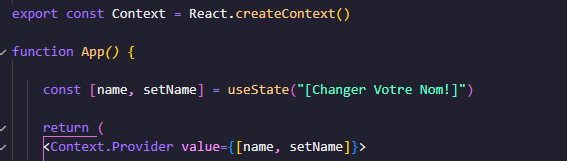 export const Context = React.createContext()
function App() {
const [name, setName] = useState("[Changer Votre Nom!]")
return (
<Context.Provider value={[name, setName]}>